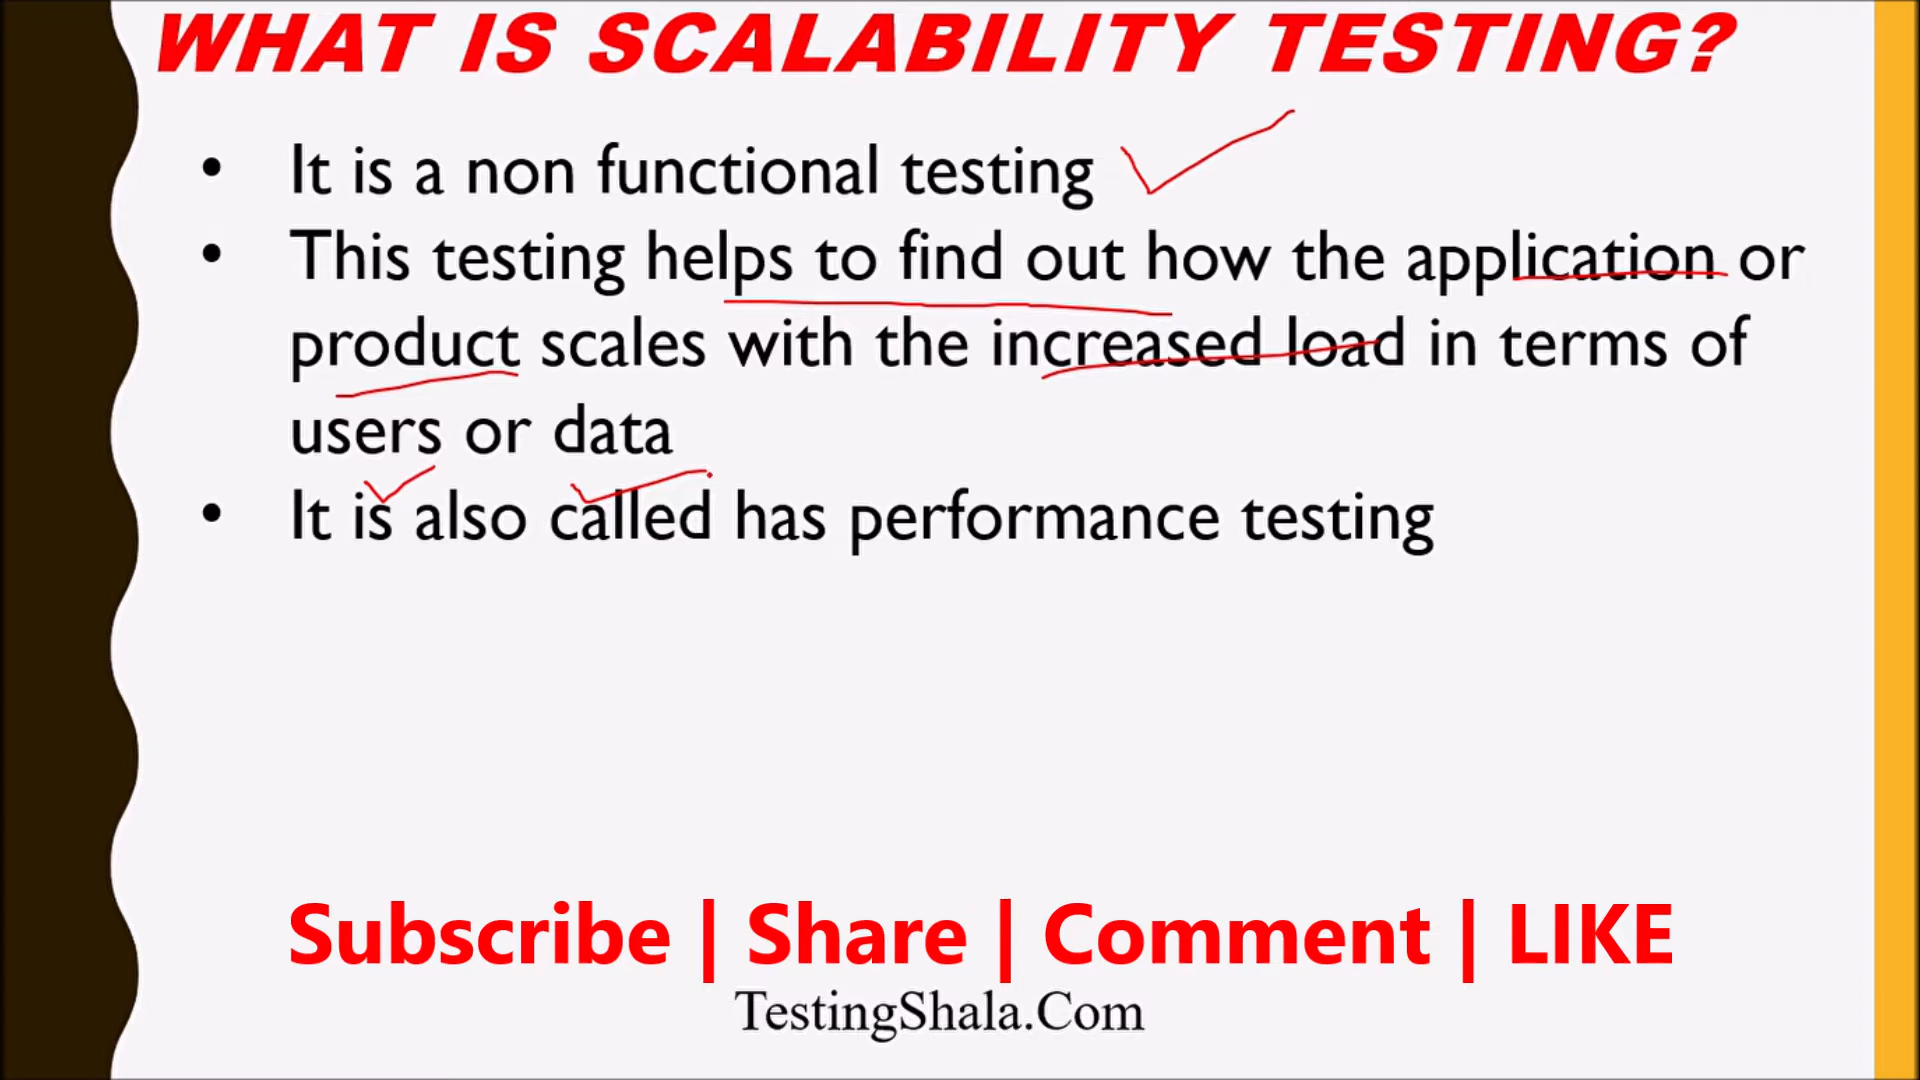 WHAT IS SCALABILITY TESTING?
• It is a non functional testing
• This testing helps to find out how the application or
product scales with the increased load in terms of
users or data
• It is also called has performance testing
Subscribe | Share | Comment | LIKE
TestingShala.Com